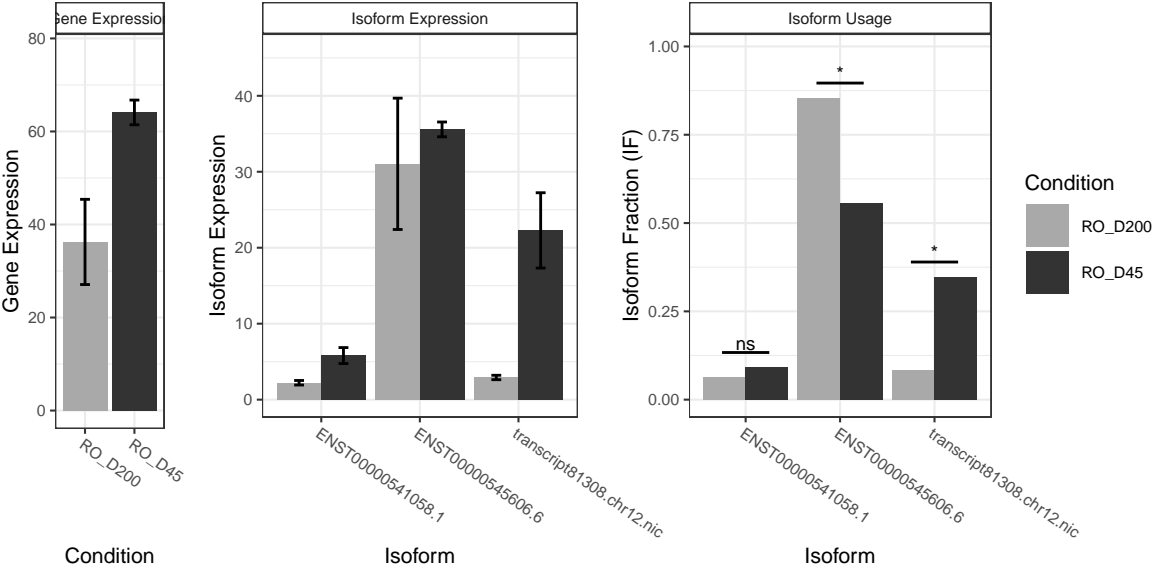 Gene Expression
Gene Expression
80
60
40
20
0
RO_D200
RO_D45
Condition
Isoform Expression
Isoform Expression
40
30
20
10
0
ENST00000541058.1
ENST00000545606.6
transcript81308.chr12.nic
Isoform
Isoform Usage
Isoform Fraction (IF)
1.00
0.75
0.50
0.25
0.00
ns
*
*
ENST00000541058.1
ENST00000545606.6
transcript81308.chr12.nic
Isoform
Condition
RO_D200
RO_D45